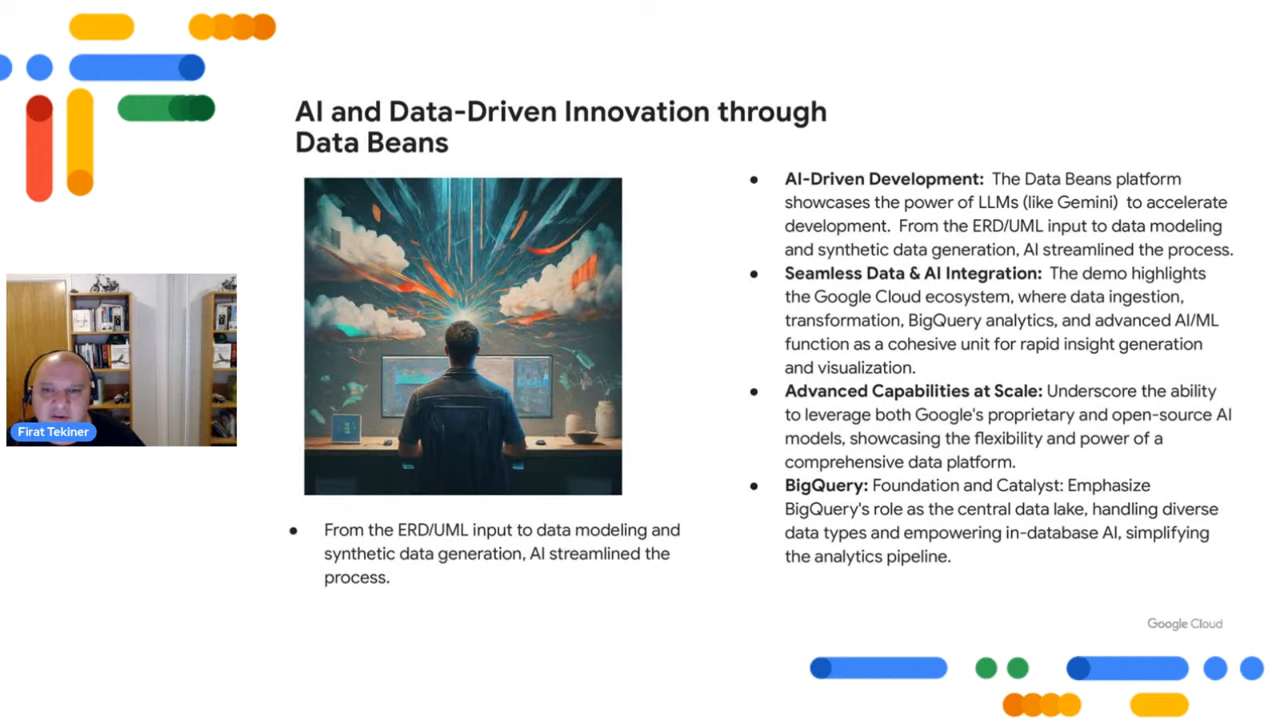 AI and Data-Driven Innovation through
Data Beans
Firat Tekiner
● From the ERD/UML input to data modeling and
synthetic data generation, AI streamlined the
process.
● AI-Driven Development: The Data Beans platform
showcases the power of LLMs (like Gemini) to accelerate
development. From the ERD/UML input to data modeling
and synthetic data generation, AI streamlined the process.
● Seamless Data & AI Integration: The demo highlights
the Google Cloud ecosystem, where data ingestion,
transformation, BigQuery analytics, and advanced AI/ML
function as a cohesive unit for rapid insight generation
and visualization.
● Advanced Capabilities at Scale: Underscore the ability
to leverage both Google's proprietary and open-source AI
models, showcasing the flexibility and power of a
comprehensive data platform.
● BigQuery: Foundation and Catalyst: Emphasize
BigQuery's role as the central data lake, handling diverse
data types and empowering in-database AI, simplifying
the analytics pipeline.
Google Cloud